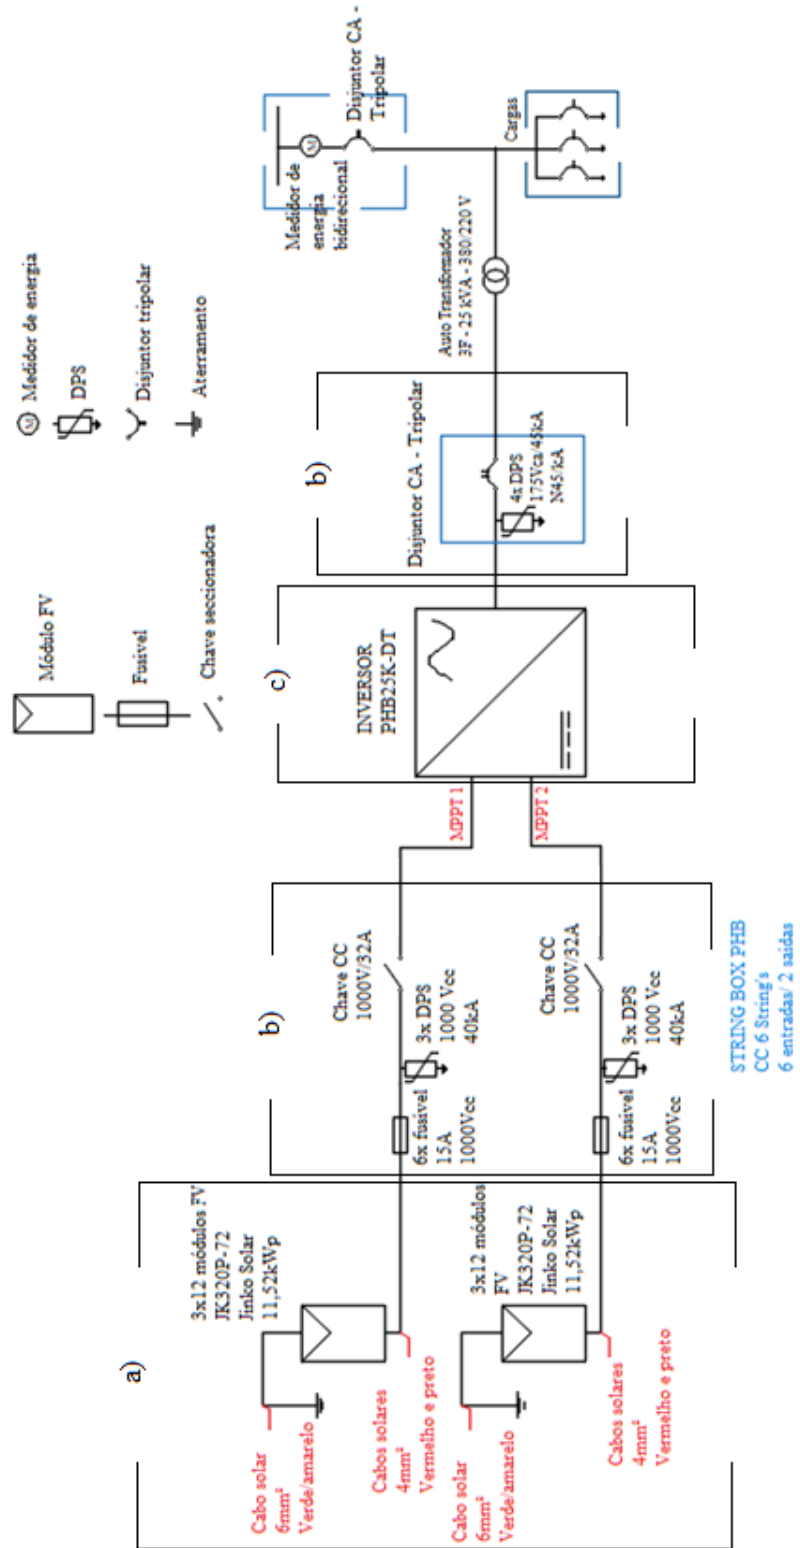 Módulo FV
Fusível
Chave seccionadora
Medidor de energia
DPS
Disjuntor tripolar
Aterramento
a)
3x12 módulos FV
JK320P-72
Jinko Solar
11,52kWp
Cabo solar
6mm²
Verde/amarelo
Cabos solares
4mm²
Vermelho e preto
3x12 módulos
FV
JK320P-72
Jinko Solar
11,52kWp
Cabo solar
6mm²
Verde/amarelo
Cabos solares
4mm²
Vermelho e preto
b)
Chave CC
1000V/32A
3x DPS
1000 Vcc
40kA
6x fusível
15A
1000Vcc
Chave CC
1000V/32A
3x DPS
1000 Vcc
40kA
6x fusível
15A
1000Vcc
STRING BOX PHB
CC 6 String's
6 entradas/ 2 saídas
c)
INVERSOR
PHB25K-DT
MPPT 1
MPPT 2
b)
Disjuntor CA - Tripolar
4x DPS
175Vca/45kA
N45/kA
Auto Transformador
3F - 25 kVA - 380/220 V
Medidor de
energia
bidirecional
M
Disjuntor CA -
Tripolar
Cargas
M